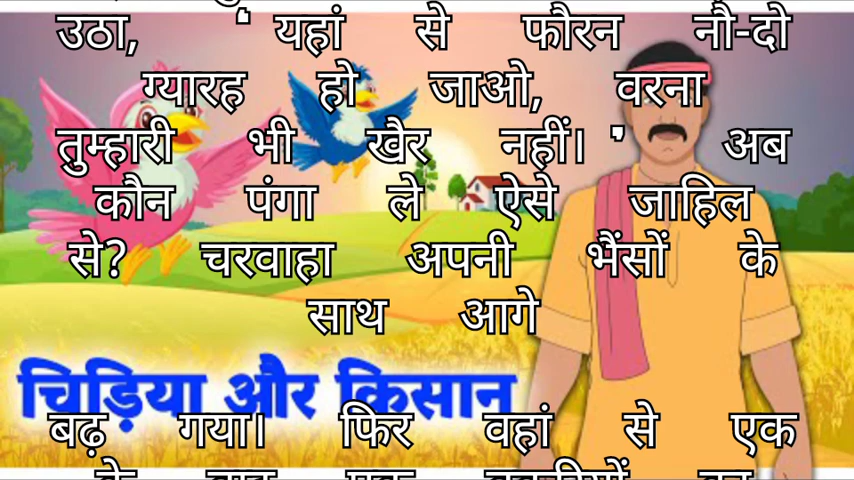 उठा, ' यहां से फौरन नौ-दो
ग्यारह हो जाओ, वरना
तुम्हारी भी खैर नहीं। ' अब
कौन पंगा ले ऐसे जाहिल
से? चरवाहा अपनी भैंसों के
साथ आगे
चिड़िया और किसान
बढ़ गया। फिर वहां से एक